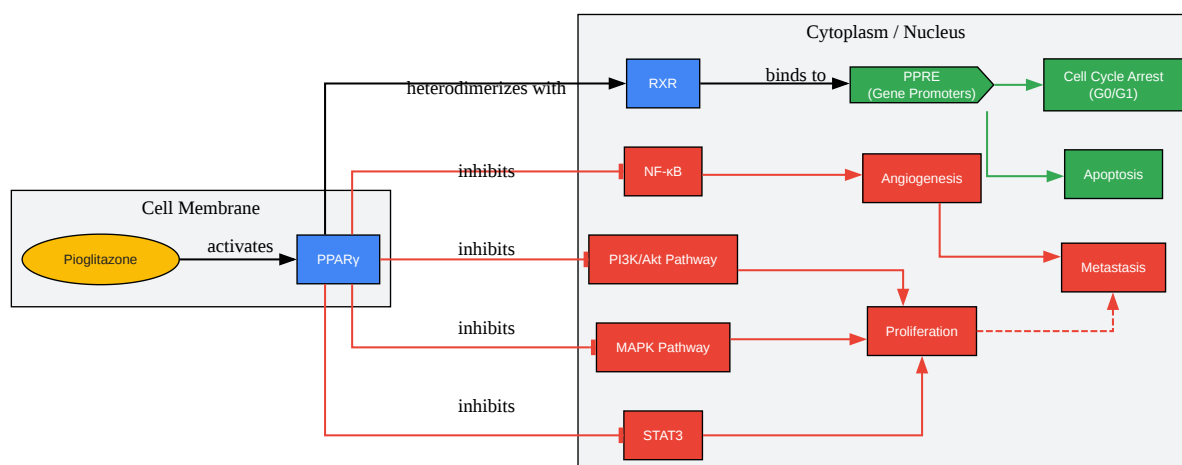 Cytoplasm / Nucleus
heterodimerizes with
RXR
binds to
PPRE
(Gene Promoters)
Cell Cycle Arrest
(G0/G1)
inhibits
NF-κB
Angiogenesis
Apoptosis
Cell Membrane
Pioglitazone
activates
PPARγ
inhibits
PI3K/Akt Pathway
Metastasis
inhibits
MAPK Pathway
Proliferation
inhibits
STAT3